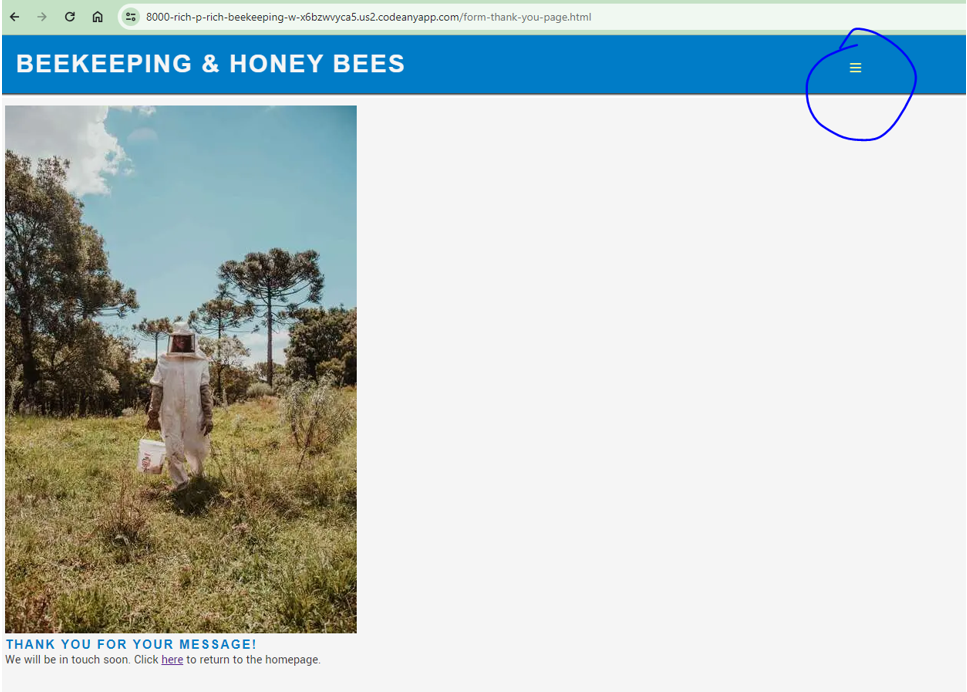 8000-rich-p-rich-beekeeping-w-x6bzwvyca5.us2.codeanyapp.com/form-thank-you-page.html
BEEKEEPING & HONEY BEES
THANK YOU FOR YOUR MESSAGE!
We will be in touch soon. Click here to return to the homepage.